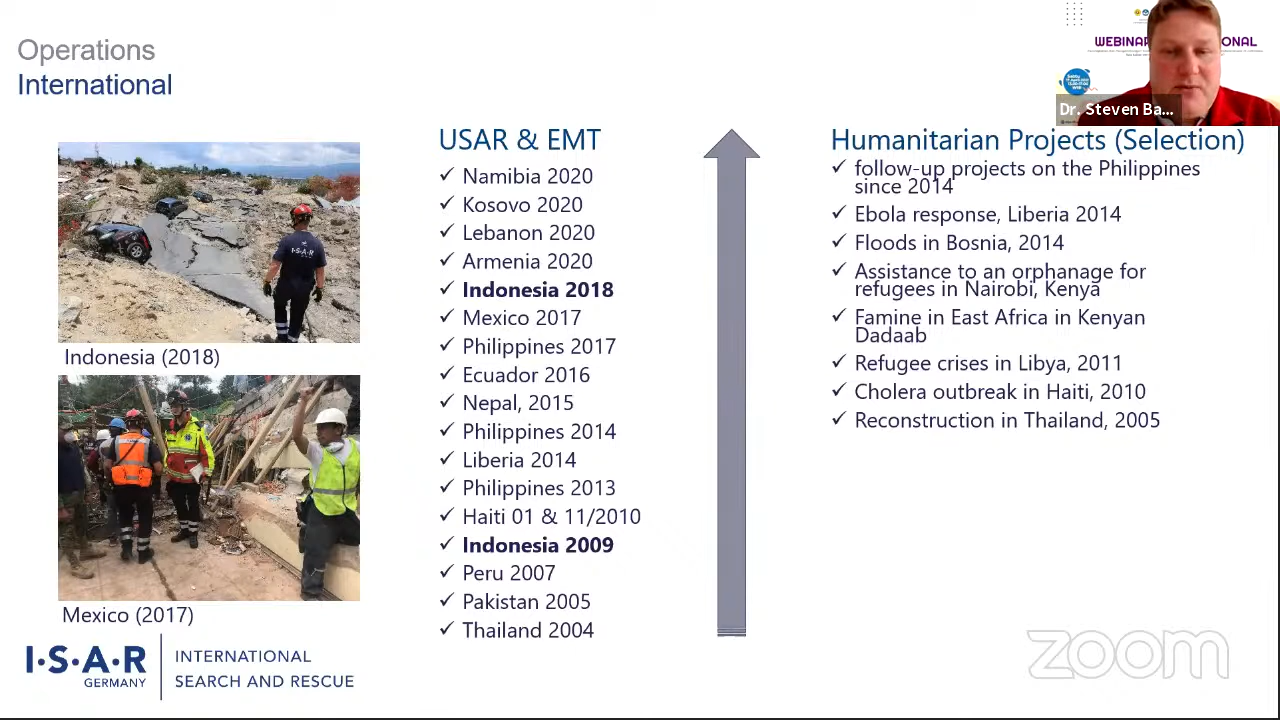 Operations
International
WEBINAR
ONAL
Dr. Steven Ba...
USAR & EMT
✓ Namibia 2020
✓ Kosovo 2020
✓ Lebanon 2020
✓ Armenia 2020
✓ Indonesia 2018
✓ Mexico 2017
✓ Philippines 2017
✓ Ecuador 2016
✓ Nepal, 2015
✓ Philippines 2014
✓ Liberia 2014
✓ Philippines 2013
✓ Haiti 01 & 11/2010
✓ Indonesia 2009
✓ Peru 2007
✓ Pakistan 2005
✓ Thailand 2004
Humanitarian Projects (Selection)
✓ follow-up projects on the Philippines
since 2014
✓ Ebola response, Liberia 2014
✓ Floods in Bosnia, 2014
✓ Assistance to an orphanage for
refugees in Nairobi, Kenya
✓ Famine in East Africa in Kenyan
Dadaab
✓ Refugee crises in Libya, 2011
✓ Cholera outbreak in Haiti, 2010
✓ Reconstruction in Thailand, 2005
I·S·A·R
Indonesia (2018)
Mexico (2017)
I·S·A·R
GERMANY
INTERNATIONAL
SEARCH AND RESCUE
zoom